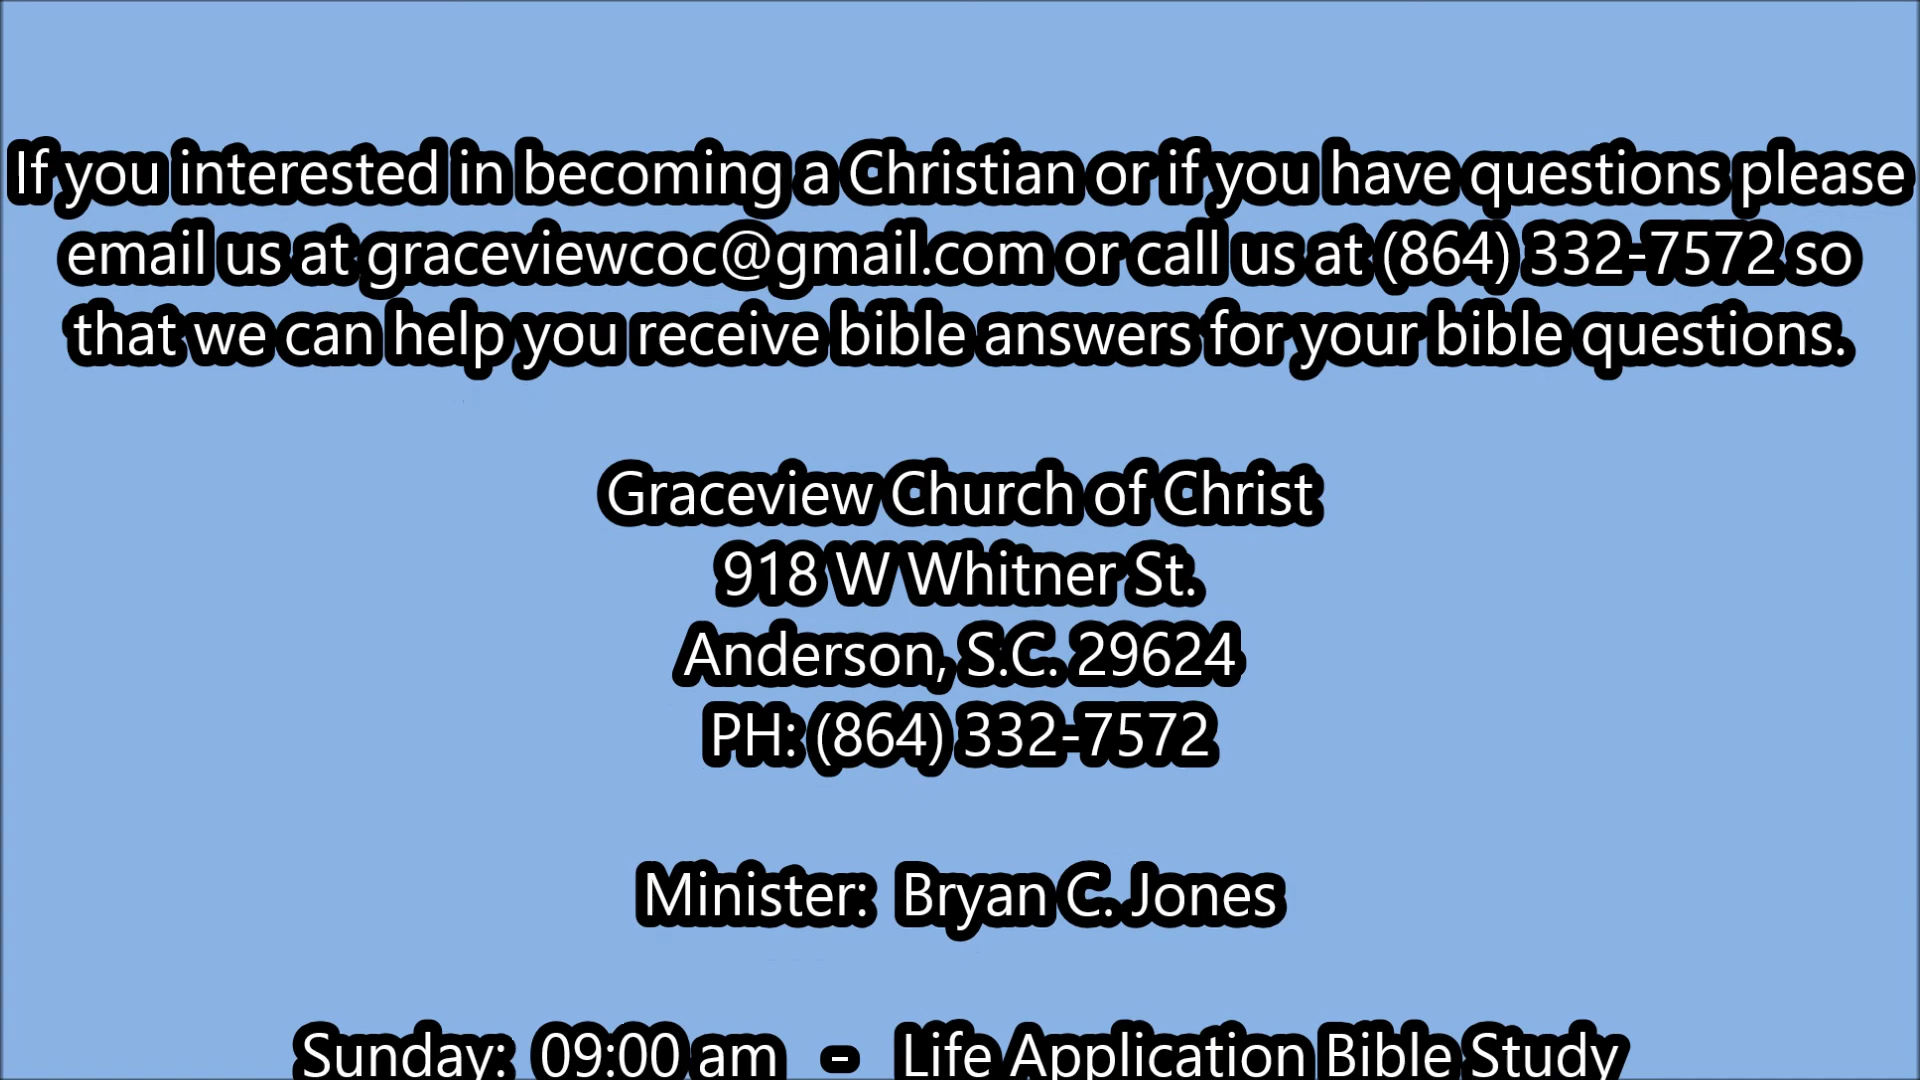 If you interested in becoming a Christian or if you have questions please
email us at graceviewcoc@gmail.com or call us at (864) 332-7572 so
that we can help you receive bible answers for your bible questions.
Graceview Church of Christ
918 W Whitner St.
Anderson, S.C. 29624
PH: (864) 332-7572
Minister:  Bryan C. Jones
Sunday:  09:00 am   -   Life Application Bible Study